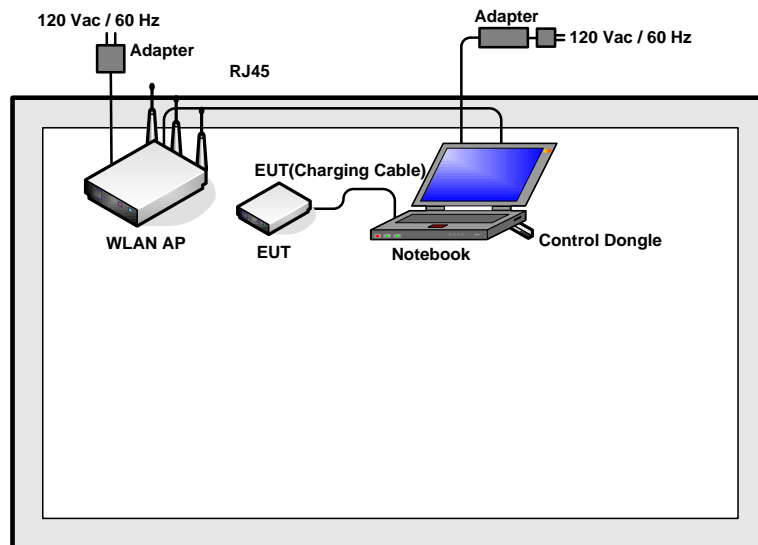 120 Vac / 60 Hz
Adapter
Adapter
120 Vac / 60 Hz
RJ45
EUT(Charging Cable)
WLAN AP
EUT
Notebook
Control Dongle